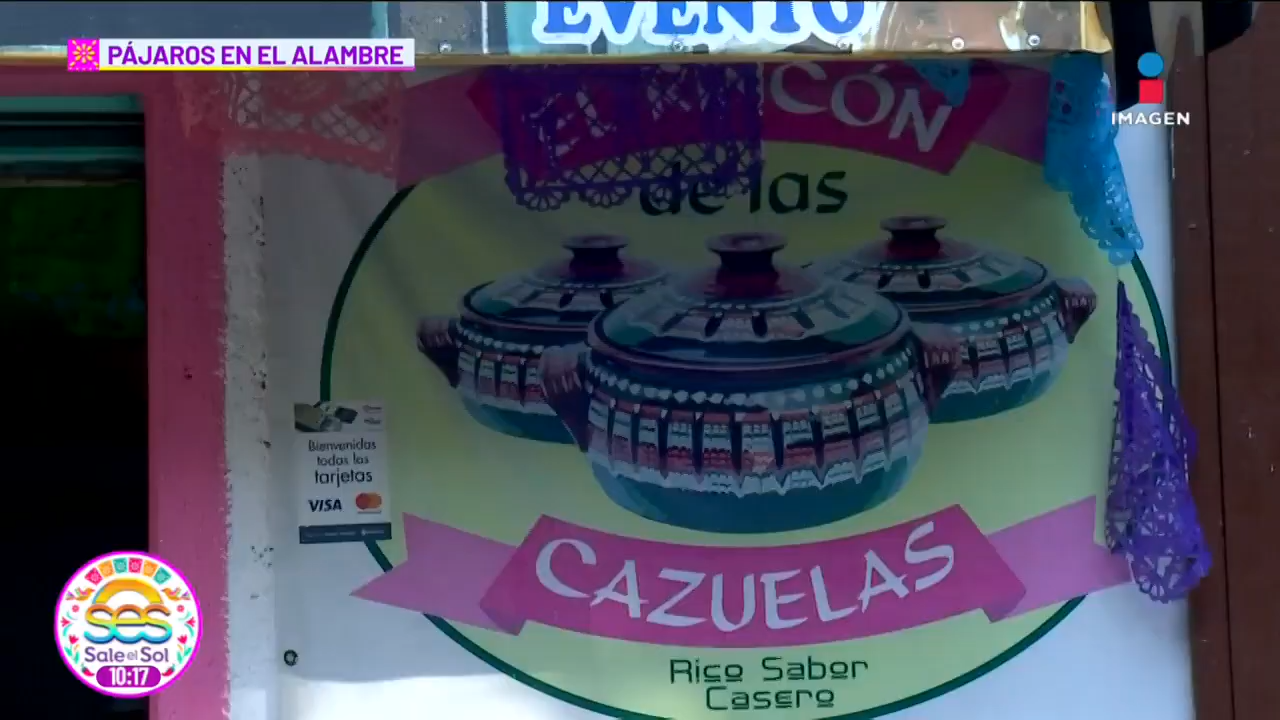 EVENTO
PÁJAROS EN EL ALAMBRE
IMAGEN
CÓN
de las
Bienvenidas
todas las
tarjetas
VISA
CAZUELAS
Rico Sabor
Casero
ses
Sale el Sol
10:17